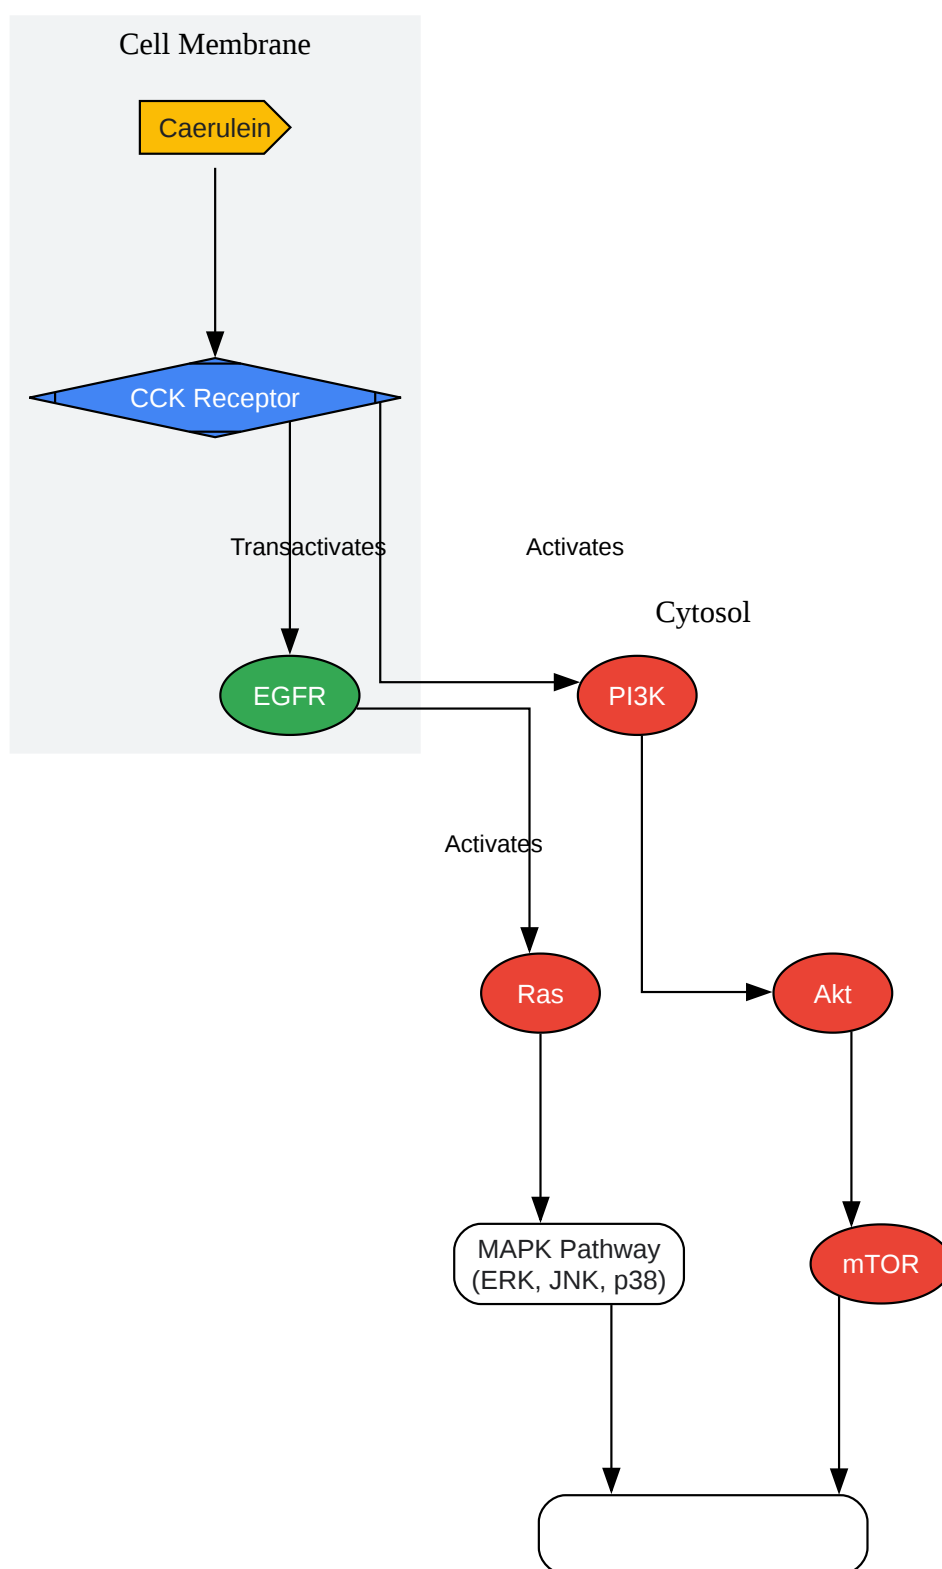 Cell Membrane
Caerulein
CCK Receptor
Transactivates
Activates
Cytosol
EGFR
PI3K
Activates
Ras
Akt
MAPK Pathway
(ERK, JNK, p38)
mTOR